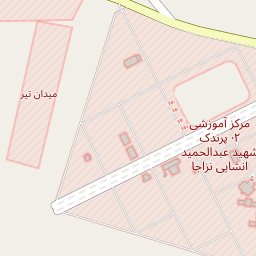 میدان تیر
مرکز آموزشی
۰۲ پرندک
شهید عبدالحمید
انشایی نزاجا